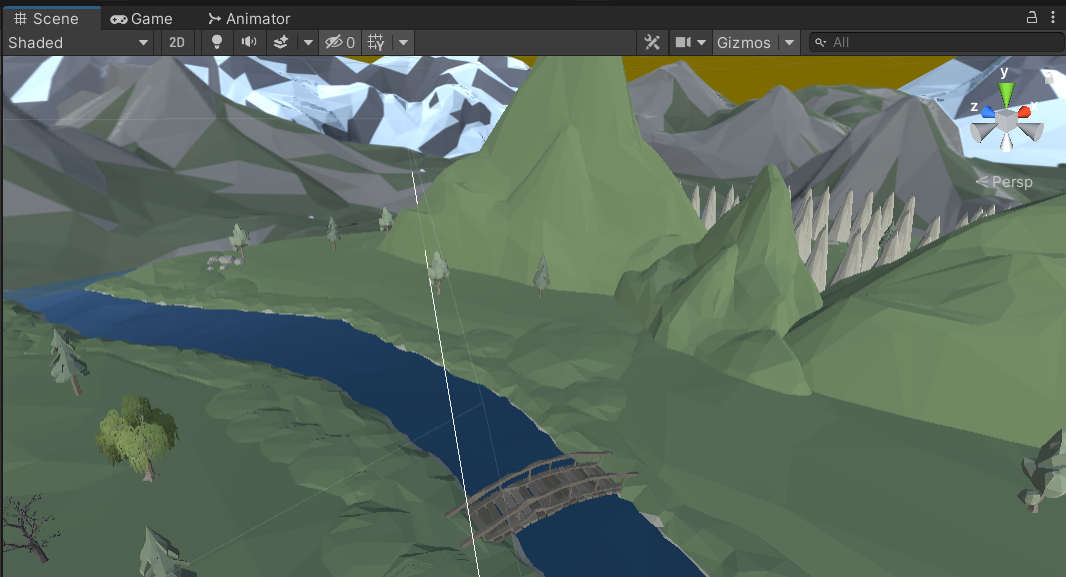 Scene Game Animator
Shaded 2D 0 Gizmos All
y
z x
Persp